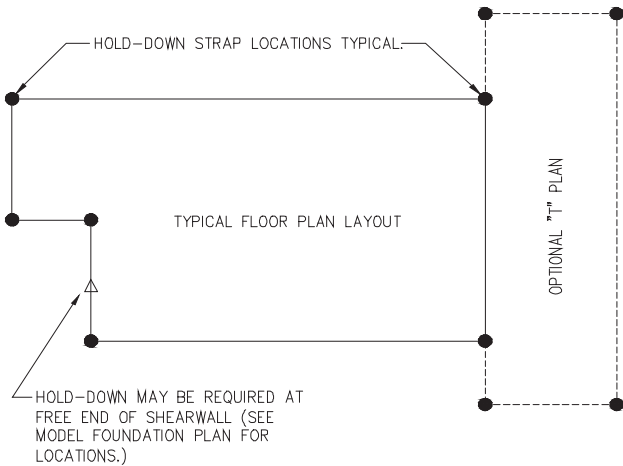 HOLD-DOWN STRAP LOCATIONS TYPICAL.
TYPICAL FLOOR PLAN LAYOUT
OPTIONAL "T" PLAN
HOLD-DOWN MAY BE REQUIRED AT
FREE END OF SHEARWALL (SEE
MODEL FOUNDATION PLAN FOR
LOCATIONS.)